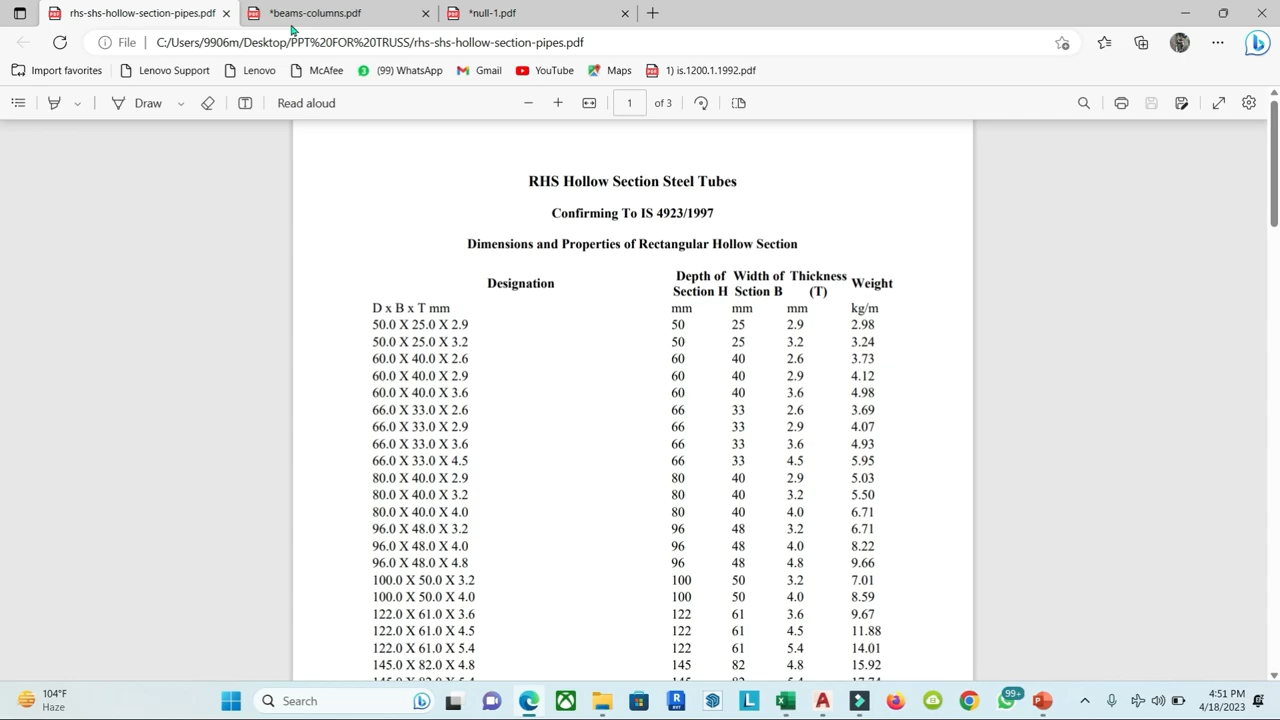 rhs-shs-hollow-section-pipes.pdf
*beams-columns.pdf
*null-1.pdf
File
C:/Users/9906m/Desktop/PPT%20FOR%20TRUSS/rhs-shs-hollow-section-pipes.pdf
Import favorites
Lenovo Support
Lenovo
McAfee
(99) WhatsApp
Gmail
YouTube
Maps
1) is.1200.1.1992.pdf
Draw
Read aloud
1 of 3
RHS Hollow Section Steel Tubes
Confirming To IS 4923/1997
Dimensions and Properties of Rectangular Hollow Section
Designation Depth of Section H Width of Sction B Thickness (T) Weight
D x B x T mm mm mm mm kg/m
50.0 X 25.0 X 2.9 50 25 2.9 2.98
50.0 X 25.0 X 3.2 50 25 3.2 3.24
60.0 X 40.0 X 2.6 60 40 2.6 3.73
60.0 X 40.0 X 2.9 60 40 2.9 4.12
60.0 X 40.0 X 3.6 60 40 3.6 4.98
66.0 X 33.0 X 2.6 66 33 2.6 3.69
66.0 X 33.0 X 2.9 66 33 2.9 4.07
66.0 X 33.0 X 3.6 66 33 3.6 4.93
66.0 X 33.0 X 4.5 66 33 4.5 5.95
80.0 X 40.0 X 2.9 80 40 2.9 5.03
80.0 X 40.0 X 3.2 80 40 3.2 5.50
80.0 X 40.0 X 4.0 80 40 4.0 6.71
96.0 X 48.0 X 3.2 96 48 3.2 6.71
96.0 X 48.0 X 4.0 96 48 4.0 8.22
96.0 X 48.0 X 4.8 96 48 4.8 9.66
100.0 X 50.0 X 3.2 100 50 3.2 7.01
100.0 X 50.0 X 4.0 100 50 4.0 8.59
122.0 X 61.0 X 3.6 122 61 3.6 9.67
122.0 X 61.0 X 4.5 122 61 4.5 11.88
122.0 X 61.0 X 5.4 122 61 5.4 14.01
145.0 X 82.0 X 4.8 145 82 4.8 15.92
104°F
Haze
Search
99+
4:51 PM
4/18/2023